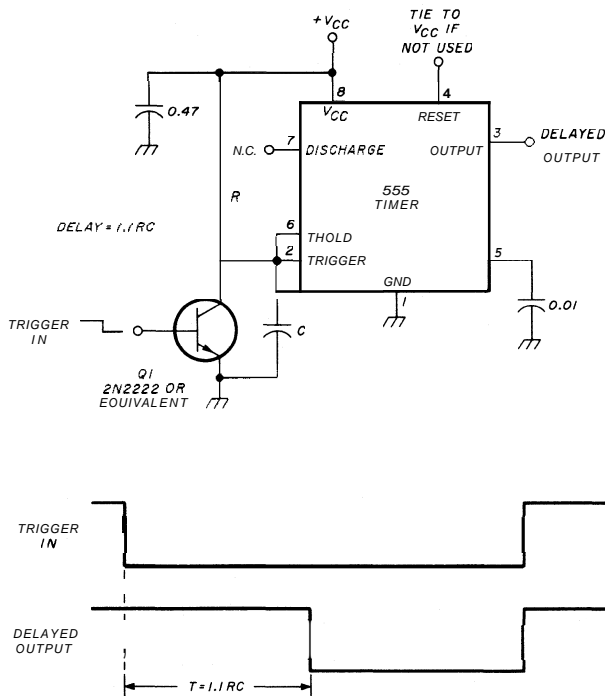 +VCC
TIE TO
VCC IF
NOT USED
8
4
0.47
VCC
RESET
3
DELAYED
OUTPUT
N.C.
7
DISCHARGE
OUTPUT
R
555
TIMER
DELAY = 1.1RC
6
THOLD
2
TRIGGER
5
GND
1
0.01
TRIGGER
IN
C
Q1
2N2222 OR
EQUIVALENT
TRIGGER
IN
DELAYED
OUTPUT
T = 1.1 RC